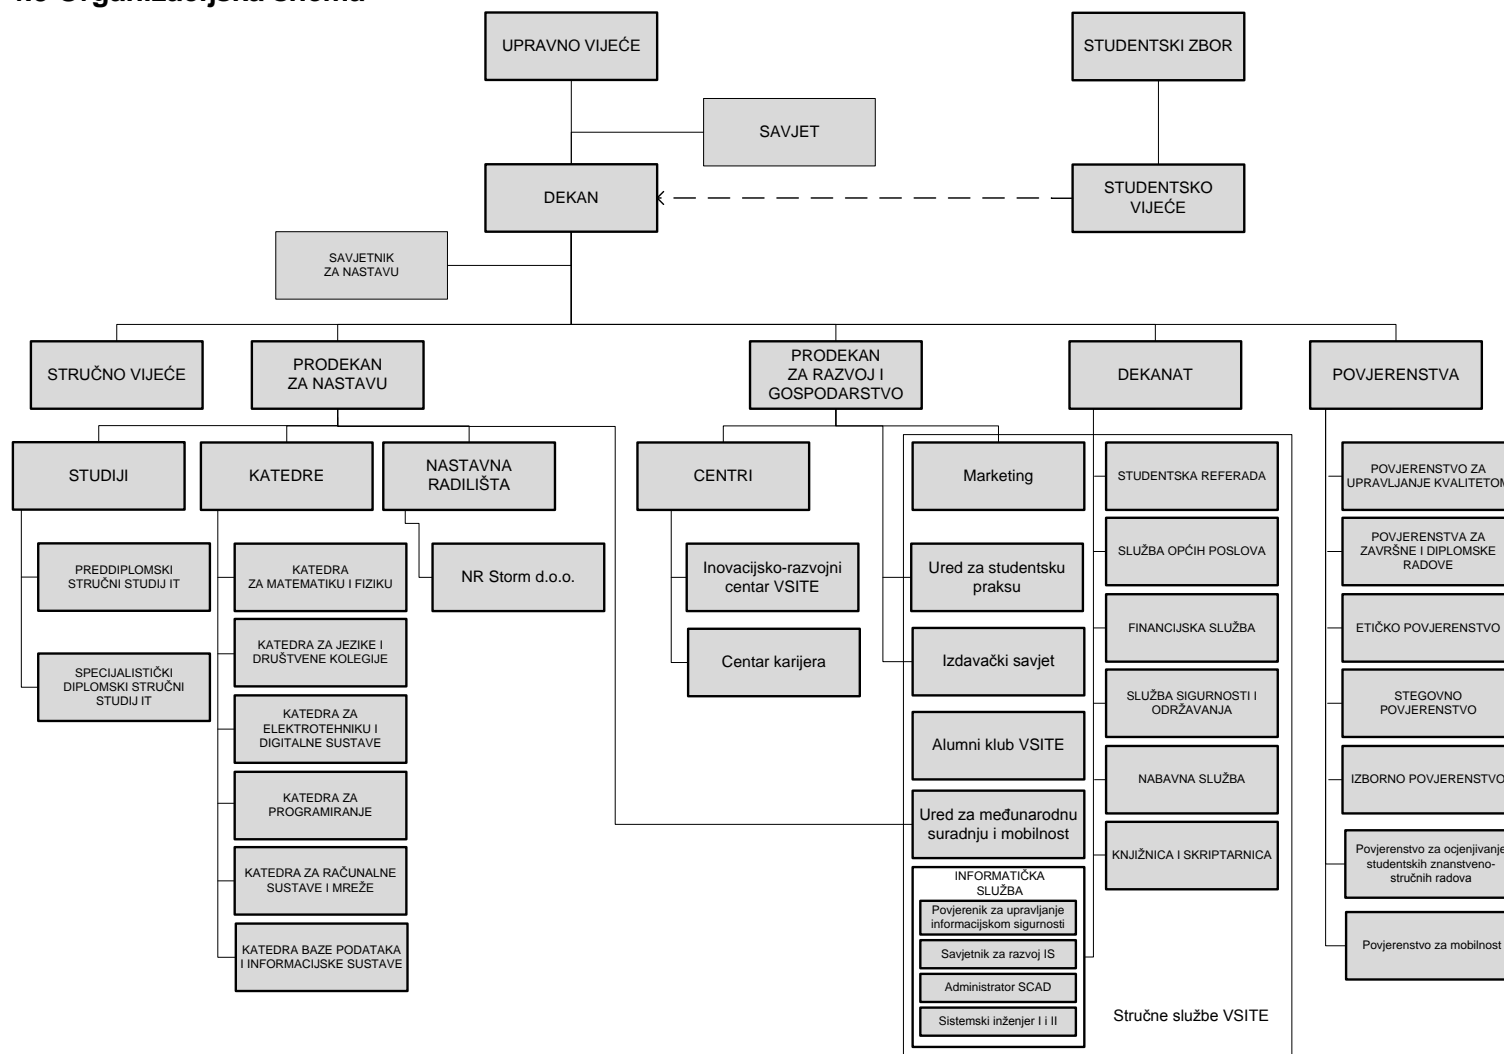 UPRAVNO VIJEĆE
STUDENTSKI ZBOR
SAVJET
DEKAN
STUDENTSKO
VIJEĆE
SAVJETNIK
ZA NASTAVU
STRUČNO VIJEĆE
PRODEKAN
ZA NASTAVU
PRODEKAN
ZA RAZVOJ I
GOSPODARSTVO
DEKANAT
POVJERENSTVA
STUDIJI
KATEDRE
NASTAVNA
RADILIŠTA
CENTRI
Marketing
STUDENTSKA REFERADA
POVJERENSTVO ZA
UPRAVLJANJE KVALITETOM
PREDDIPLOMSKI
STRUČNI STUDIJ IT
KATEDRA
ZA MATEMATIKU I FIZIKU
NR Storm d.o.o.
Inovacijsko-razvojni
centar VSITE
Ured za studentsku
praksu
SLUŽBA OPĆIH POSLOVA
POVJERENSTVA ZA
ZAVRŠNE I DIPLOMSKE
RADOVE
SPECIJALISTIČKI
DIPLOMSKI STRUČNI
STUDIJ IT
KATEDRA ZA JEZIKE I
DRUŠTVENE KOLEGIJE
Centar karijera
Izdavački savjet
FINANCIJSKA SLUŽBA
ETIČKO POVJERENSTVO
KATEDRA ZA
ELEKTROTEHNIKU I
DIGITALNE SUSTAVE
Alumni klub VSITE
SLUŽBA SIGURNOSTI I
ODRŽAVANJA
STEGOVNO
POVJERENSTVO
KATEDRA ZA
PROGRAMIRANJE
Ured za međunarodnu
suradnju i mobilnost
NABAVNA SLUŽBA
IZBORNO POVJERENSTVO
KATEDRA ZA RAČUNALNE
SUSTAVE I MREŽE
KNJIŽNICA I SKRIPTARNICA
Povjerenstvo za ocjenjivanje
studentskih znanstveno-
stručnih radova
KATEDRA BAZE PODATAKA
I INFORMACIJSKE SUSTAVE
INFORMATIČKA
SLUŽBA
Povjerenik za upravljanje
informacijskom sigurnosti
Savjetnik za razvoj IS
Administrator SCAD
Sistemski inženjer I i II
Povjerenstvo za mobilnost
Stručne službe VSITE